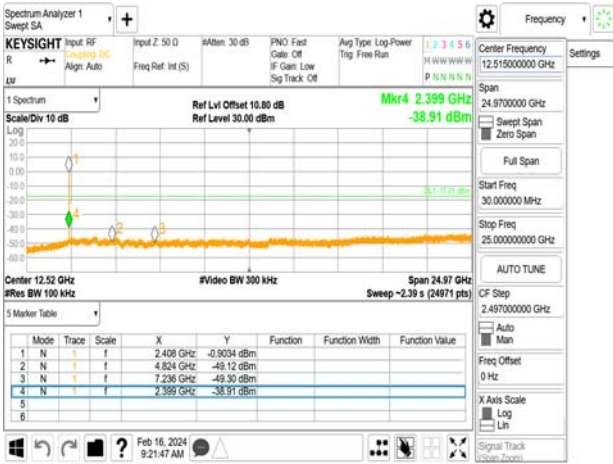 Spectrum Analyzer 1
Swept SA
+
Frequency
Settings
KEYSIGHT
R
Input: RF
Coupling: DC
Align: Auto
Input Z: 50 Ω
Freq Ref: Int (S)
#Atten: 30 dB
PNO: Fast
Gate: Off
IF Gain: Low
Sig Track: Off
Avg Type: Log-Power
Trig: Free Run
1 2 3 4 5 6
M W W W W W
P N N N N N
1 Spectrum
Scale/Div 10 dB
Ref Lvl Offset 10.80 dB
Ref Level 30.00 dBm
Mkr4 2.399 GHz
-38.91 dBm
Log
20.0
10.0
0.00
-10.0
-20.0
-30.0
-40.0
-50.0
-60.0
1
4
2
3
Center 12.52 GHz
#Res BW 100 kHz
#Video BW 300 kHz
Span 24.97 GHz
Sweep ~2.39 s (24971 pts)
5 Marker Table
Mode Trace Scale X Y Function Function Width Function Value
1 N 1 f 2.408 GHz -0.9034 dBm
2 N 1 f 4.824 GHz -49.12 dBm
3 N 1 f 7.236 GHz -49.30 dBm
4 N 1 f 2.399 GHz -38.91 dBm
5
6
Feb 16, 2024
9:21:47 AM
?
Center Frequency
12.515000000 GHz
Span
24.9700000 GHz
Swept Span
Zero Span
Full Span
Start Freq
30.000000 MHz
Stop Freq
25.000000000 GHz
AUTO TUNE
CF Step
2.497000000 GHz
Auto
Man
Freq Offset
0 Hz
X Axis Scale
Log
Lin
Signal Track
(Span Zoom)